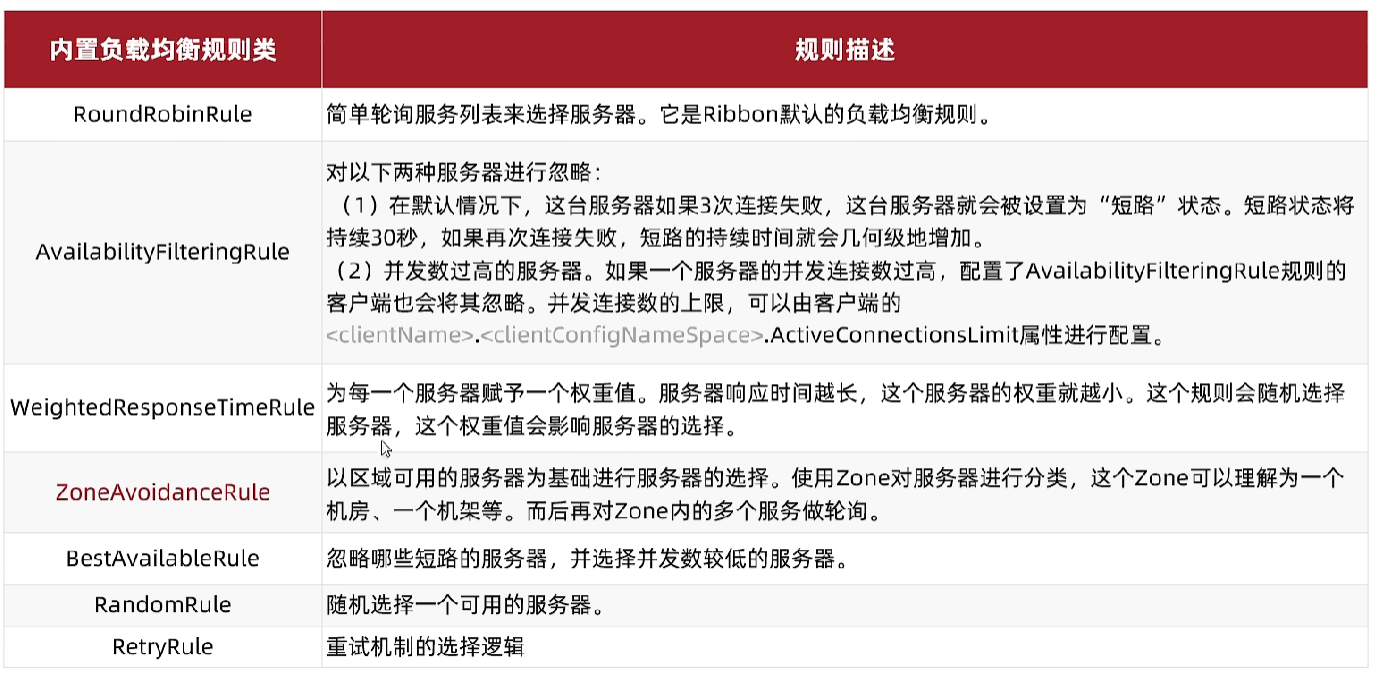 内置负载均衡规则类 规则描述
RoundRobinRule 简单轮询服务列表来选择服务器。它是Ribbon默认的负载均衡规则。
对以下两种服务器进行忽略：
（1）在默认情况下，这台服务器如果3次连接失败，这台服务器就会被设置为“短路”状态。短路状态将
持续30秒，如果再次连接失败，短路的持续时间就会几何级地增加。
AvailabilityFilteringRule
（2）并发数过高的服务器。如果一个服务器的并发连接数过高，配置了AvailabilityFilteringRule规则的
客户端也会将其忽略。并发连接数的上限，可以由客户端的
<clientName>.<clientConfigNameSpace>.ActiveConnectionsLimit属性进行配置。
WeightedResponseTimeRule
为每一个服务器赋予一个权重值。服务器响应时间越长，这个服务器的权重就越小。这个规则会随机选择
服务器，这个权重值会影响服务器的选择。
ZoneAvoidanceRule
以区域可用的服务器为基础进行服务器的选择。使用Zone对服务器进行分类，这个Zone可以理解为一个
机房、一个机架等。而后再对Zone内的多个服务做轮询。
BestAvailableRule 忽略哪些短路的服务器，并选择并发数较低的服务器。
RandomRule 随机选择一个可用的服务器。
RetryRule 重试机制的选择逻辑